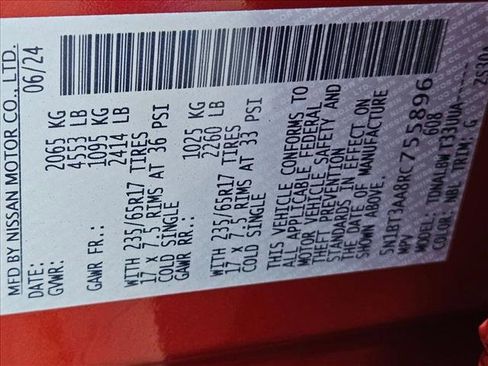 MFD BY NISSAN MOTOR CO., LTD.
DATE: 06/24
GVWR: 2065 KG
4553 LB
GAWR FR.: 1095 KG
2414 LB
WITH 235/65R17 TIRES
17 X 7.5 RIMS AT 36 PSI
COLD SINGLE
GAWR RR.: 1025 KG
2260 LB
WITH 235/65R17 TIRES
17 X 7.5 RIMS AT 33 PSI
COLD SINGLE
THIS VEHICLE CONFORMS TO
ALL APPLICABLE FEDERAL
MOTOR VEHICLE SAFETY AND
THEFT PREVENTION
STANDARDS IN EFFECT ON
THE DATE OF MANUFACTURE
SHOWN ABOVE.
5N1BT3AA8RC755896
MPV 608
MODEL: TDNALBWT33UUA-----
NBL TRIM: G ZS30A